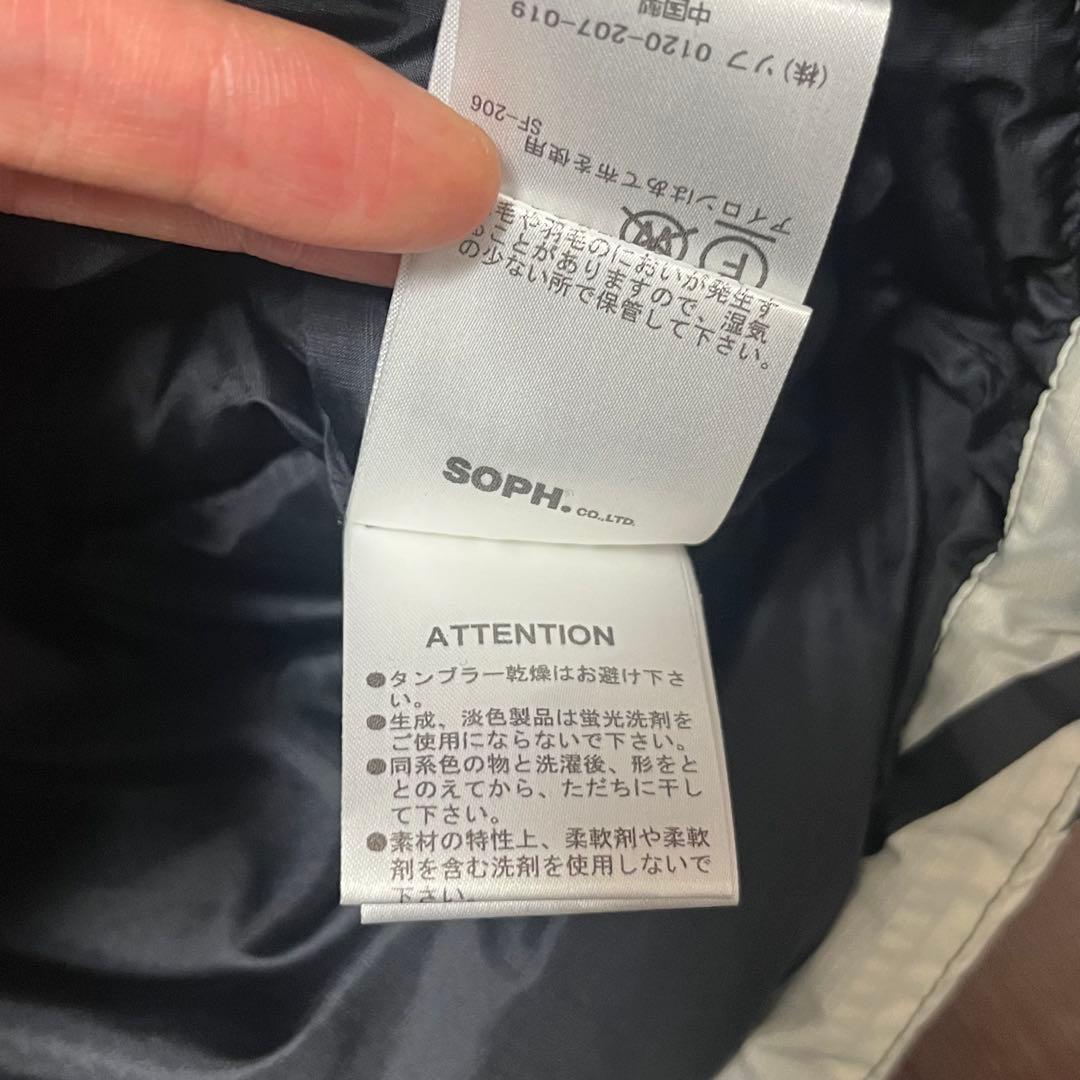 中国製
(株)ソフ 0120-207-019
SF-206
アイロンはあて布を使用
F
毛や羽毛のにおいが発生す
ることがありますので、湿気
の少ない所で保管して下さい。
SOPH. CO.,LTD.
ATTENTION
●タンブラー乾燥はお避け下さ
い。
●生成、淡色製品は蛍光洗剤を
ご使用にならないで下さい。
●同系色の物と洗濯後、形をと
とのえてから、ただちに干し
て下さい。
●素材の特性上、柔軟剤や柔軟
剤を含む洗剤を使用しないで
下さい。